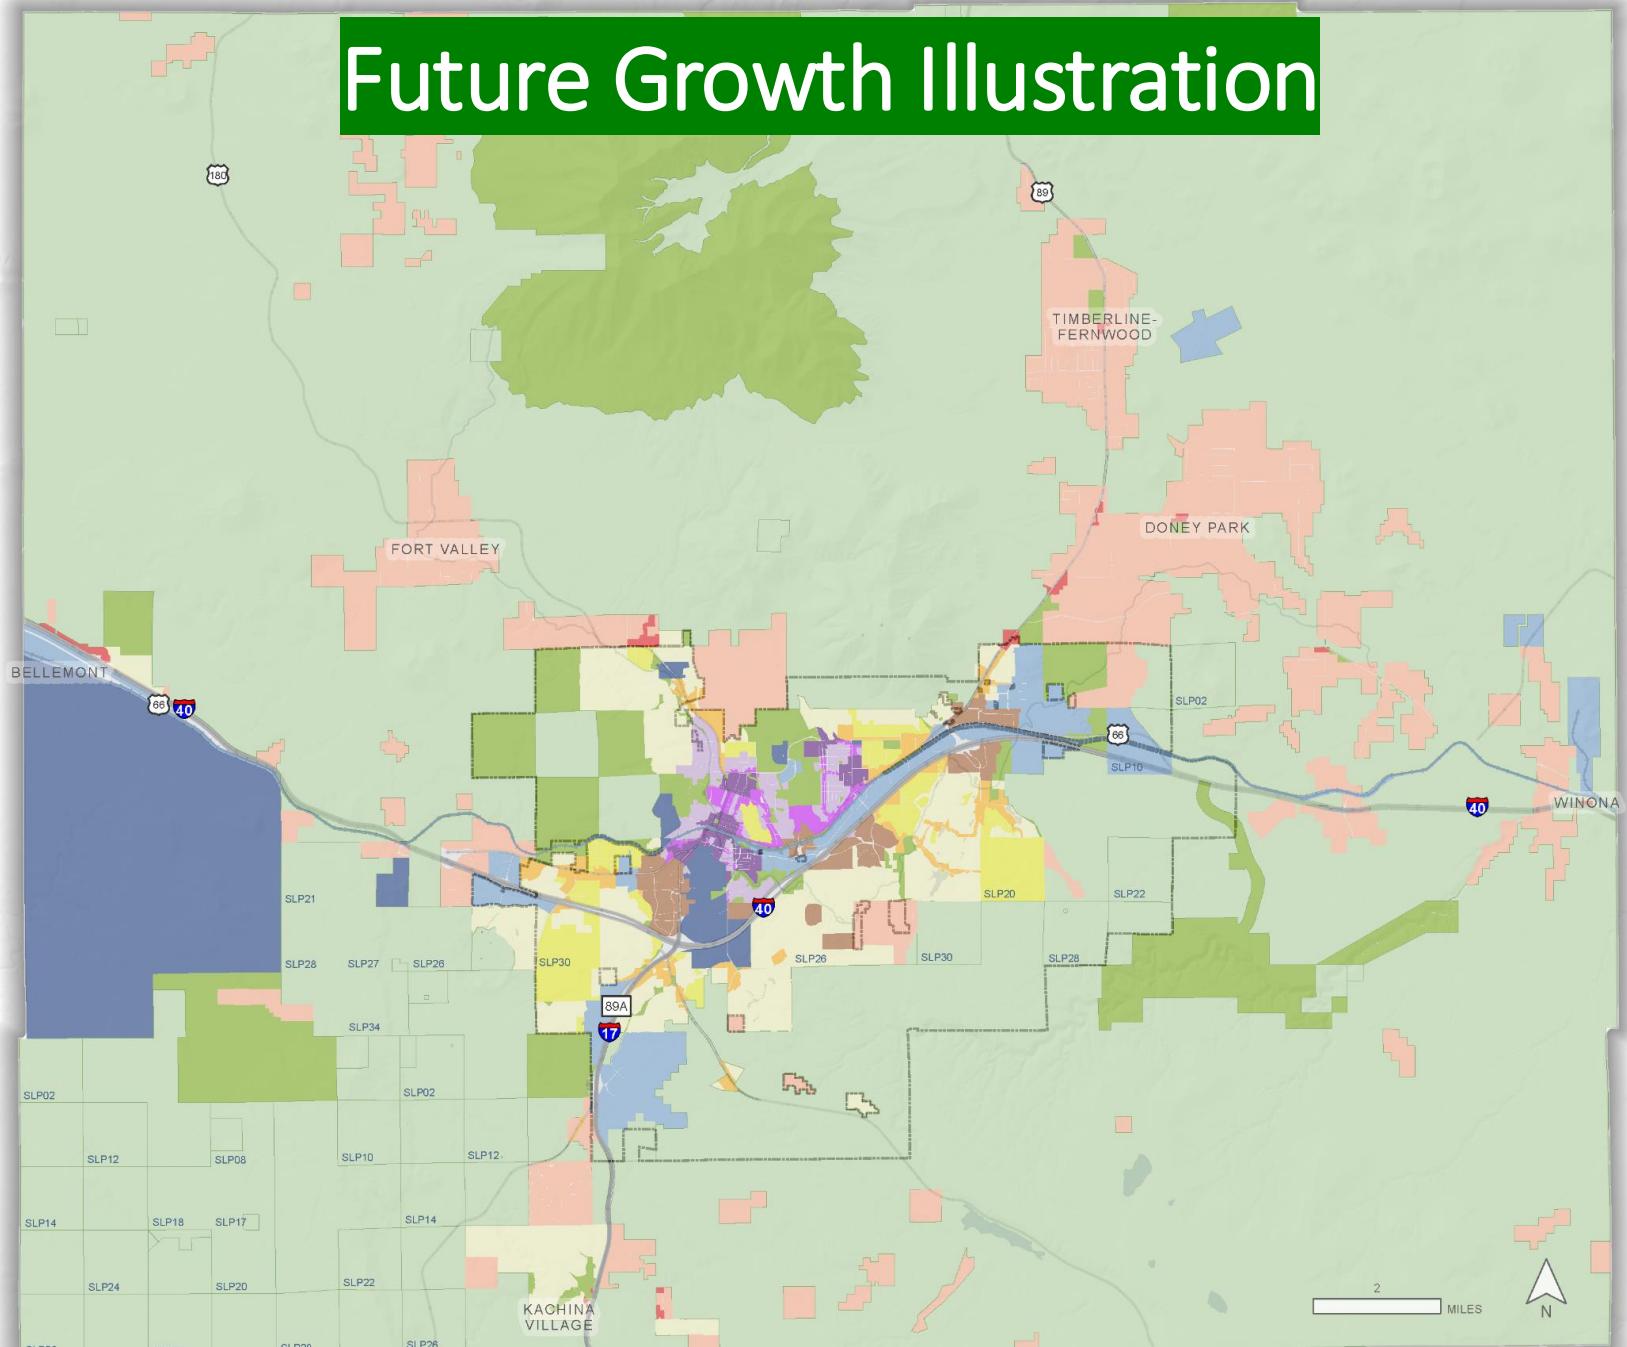 Future Growth Illustration
180
89
TIMBERLINE-
FERNWOOD
DONEY PARK
FORT VALLEY
BELLEMONT
66
40
SLP02
66
SLP10
40
WINONA
SLP21
SLP20
SLP22
40
SLP28
SLP27
SLP26
SLP30
SLP26
SLP30
SLP28
89A
17
SLP34
SLP02
SLP02
SLP12
SLP08
SLP10
SLP12
SLP14
SLP18
SLP17
SLP14
SLP24
SLP20
SLP22
KACHINA
VILLAGE
2
MILES
N